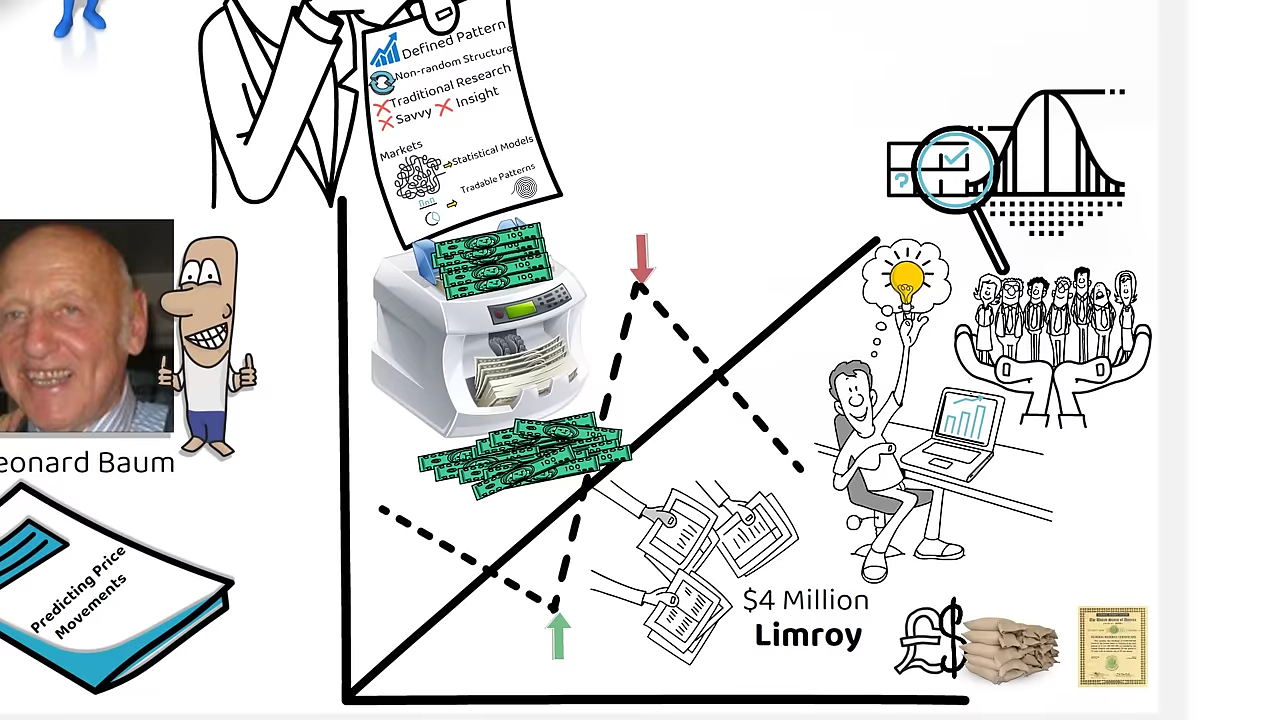 Defined Pattern
Non-random Structure
Traditional Research
Savvy Insight
Markets
Statistical Models
Tradable Patterns
eonard Baum
Predicting Price
Movements
$4 Million
Limroy
£$